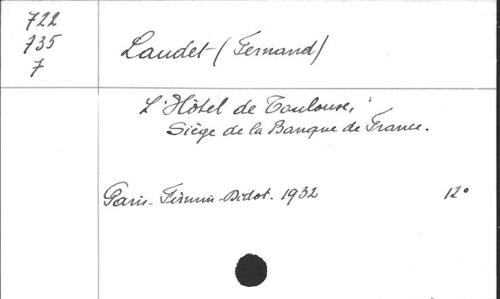 722
735
7
Laudet (Fernand)
L'Hôtel de Toulouse,
Siège de la Banque de France.
Paris. Firmin-Didot. 1932 12°